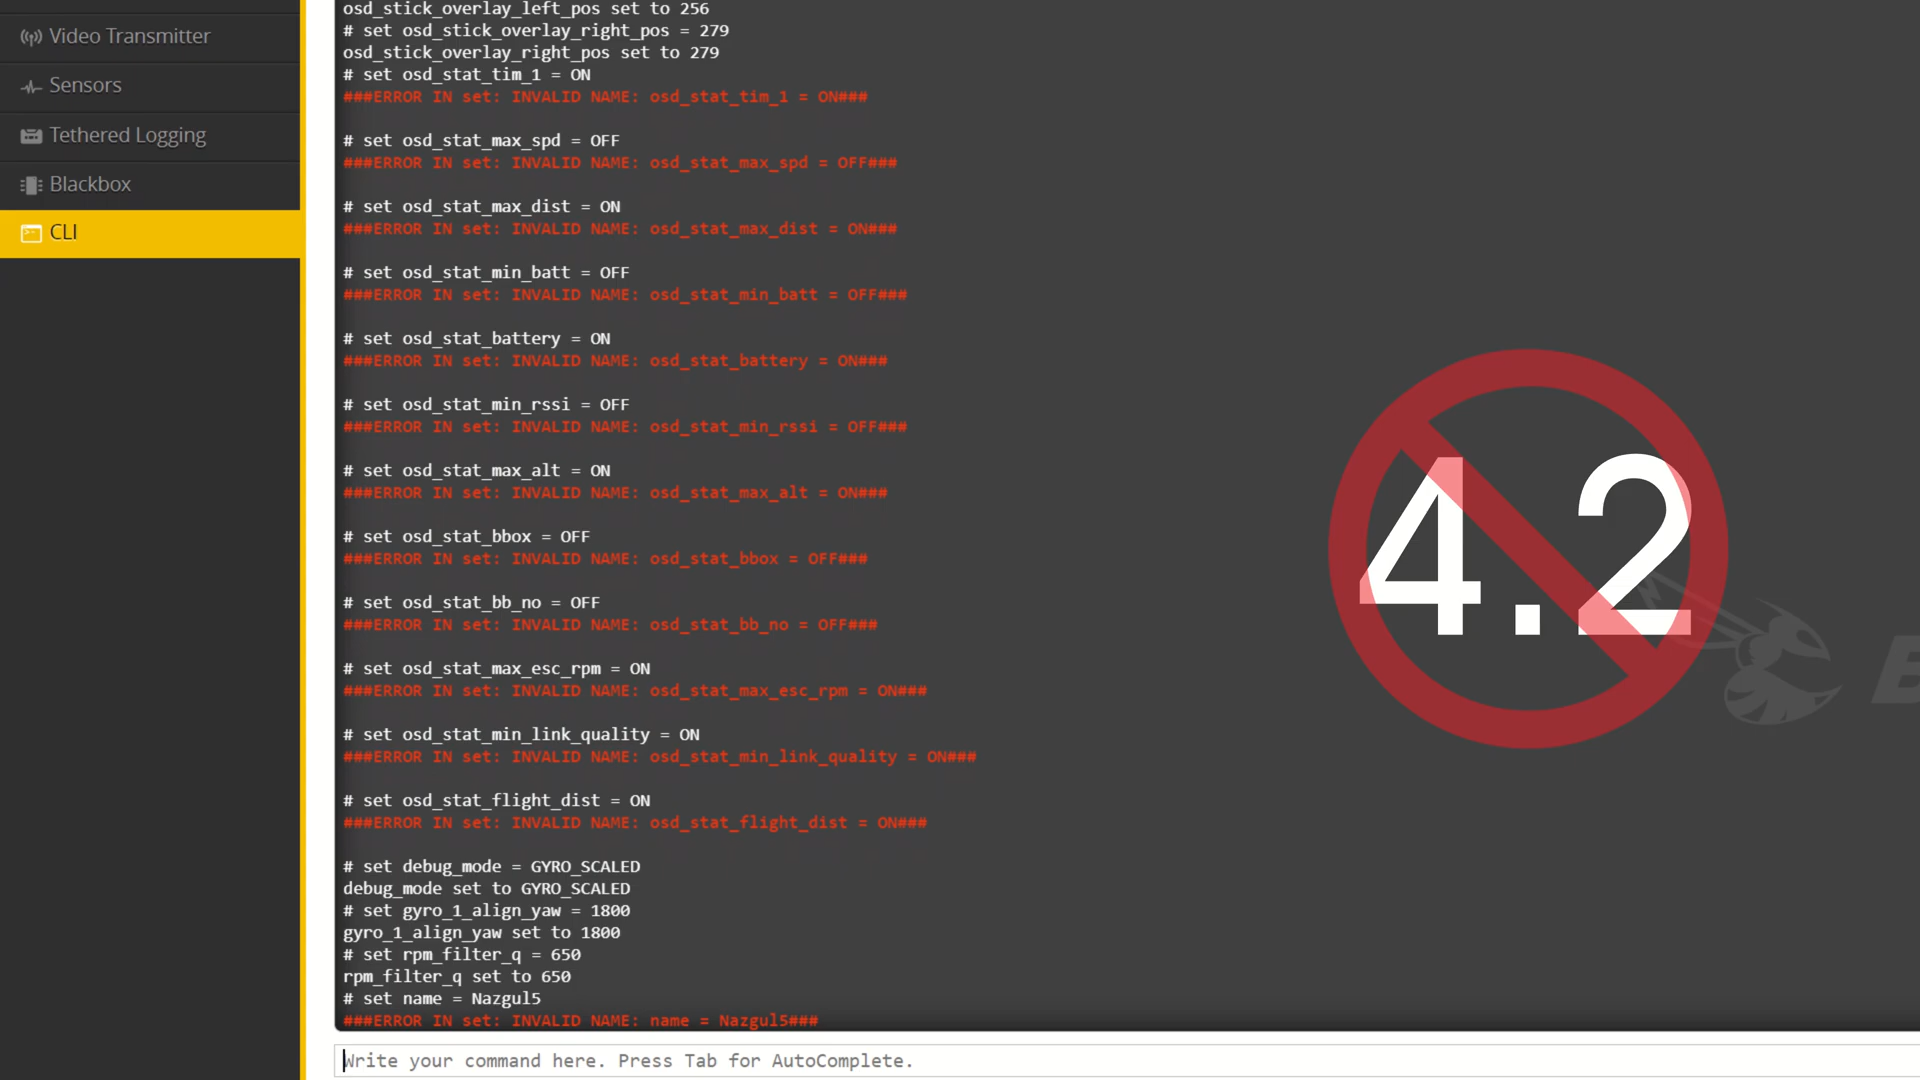 Video Transmitter
Sensors
Tethered Logging
Blackbox
CLI
osd_stick_overlay_left_pos set to 256
# set osd_stick_overlay_right_pos = 279
osd_stick_overlay_right_pos set to 279
# set osd_stat_tim_1 = ON
###ERROR IN set: INVALID NAME: osd_stat_tim_1 = ON###
# set osd_stat_max_spd = OFF
###ERROR IN set: INVALID NAME: osd_stat_max_spd = OFF###
# set osd_stat_max_dist = ON
###ERROR IN set: INVALID NAME: osd_stat_max_dist = ON###
# set osd_stat_min_batt = OFF
###ERROR IN set: INVALID NAME: osd_stat_min_batt = OFF###
# set osd_stat_battery = ON
###ERROR IN set: INVALID NAME: osd_stat_battery = ON###
# set osd_stat_min_rssi = OFF
###ERROR IN set: INVALID NAME: osd_stat_min_rssi = OFF###
# set osd_stat_max_alt = ON
###ERROR IN set: INVALID NAME: osd_stat_max_alt = ON###
# set osd_stat_bbox = OFF
###ERROR IN set: INVALID NAME: osd_stat_bbox = OFF###
# set osd_stat_bb_no = OFF
###ERROR IN set: INVALID NAME: osd_stat_bb_no = OFF###
# set osd_stat_max_esc_rpm = ON
###ERROR IN set: INVALID NAME: osd_stat_max_esc_rpm = ON###
# set osd_stat_min_link_quality = ON
###ERROR IN set: INVALID NAME: osd_stat_min_link_quality = ON###
# set osd_stat_flight_dist = ON
###ERROR IN set: INVALID NAME: osd_stat_flight_dist = ON###
# set debug_mode = GYRO_SCALED
debug_mode set to GYRO_SCALED
# set gyro_1_align_yaw = 1800
gyro_1_align_yaw set to 1800
# set rpm_filter_q = 650
rpm_filter_q set to 650
# set name = Nazgul5
###ERROR IN set: INVALID NAME: name = Nazgul5###
Write your command here. Press Tab for AutoComplete.
4.2
B